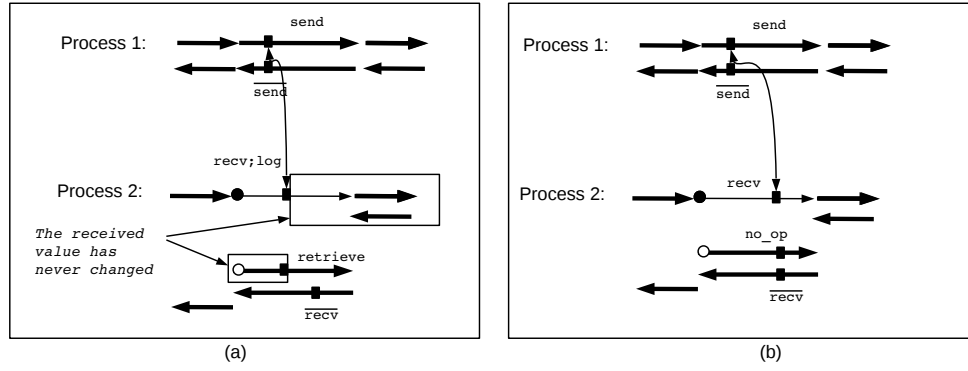 send
Process 1:
send
recv;log
Process 2:
The received
value has
never changed
retrieve
recv
(a)
send
Process 1:
send
recv
Process 2:
no_op
recv
(b)